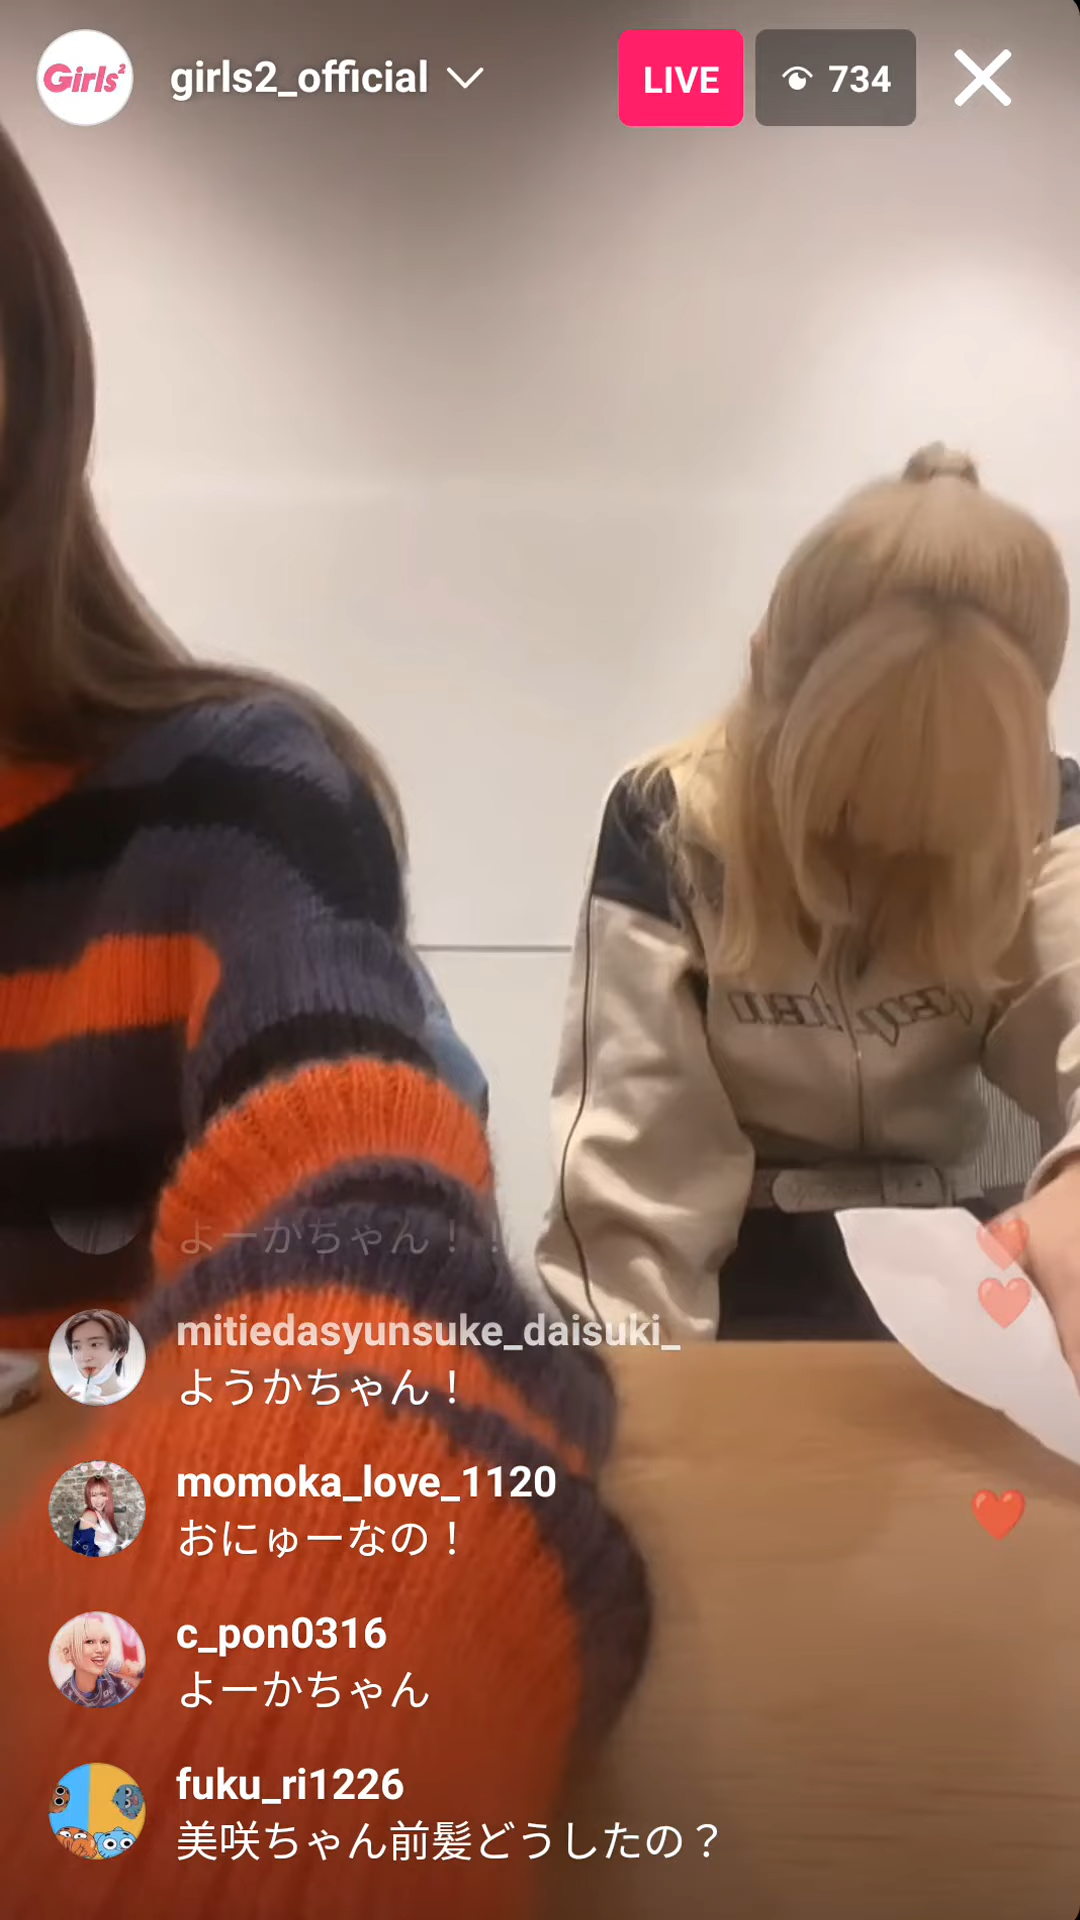 Girls²
girls2_official
LIVE
734
よーかちゃん！！
mitiedasyunsuke_daisuki_
ようかちゃん！
momoka_love_1120
おにゅーなの！
c_pon0316
よーかちゃん
fuku_ri1226
美咲ちゃん前髪どうしたの？